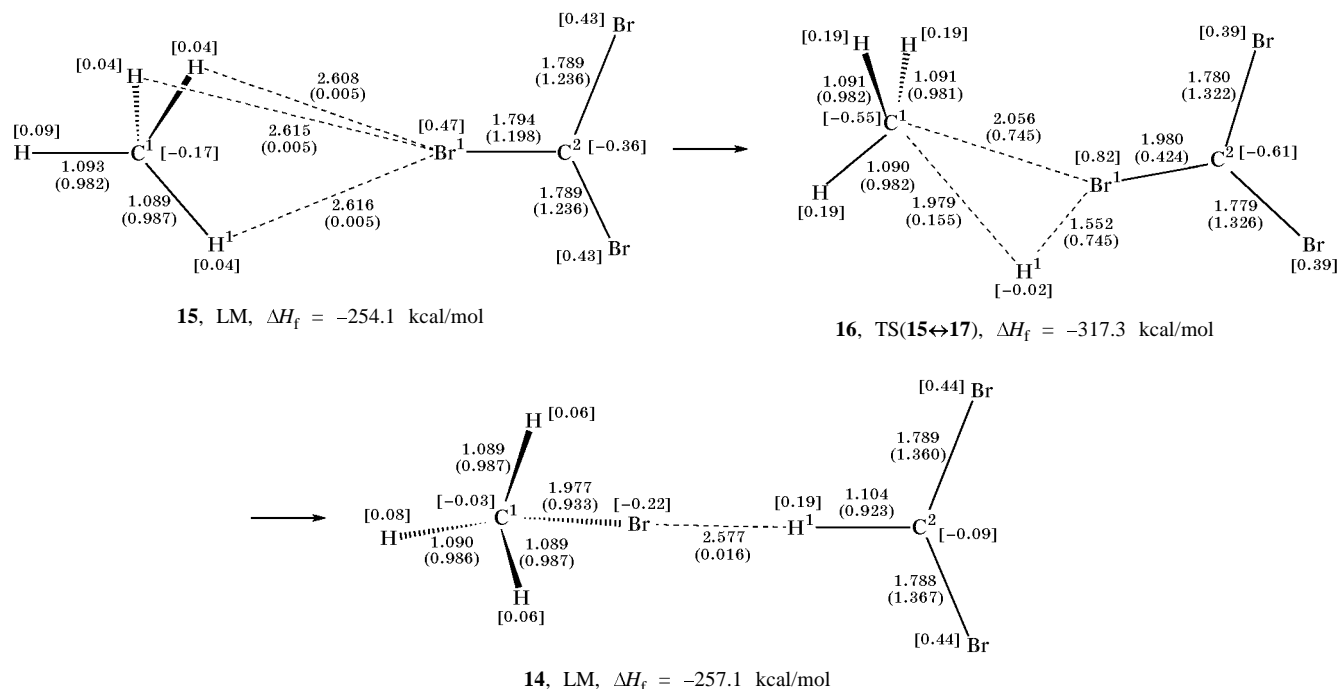 [0.04]
[0.04]
H
H
[0.09]
H
C1
[−0.17]
1.093
(0.982)
1.089
(0.987)
H1
[0.04]
2.608
(0.005)
2.615
(0.005)
2.616
(0.005)
[0.47]
Br1
1.794
(1.198)
C2
[−0.36]
[0.43]
Br
1.789
(1.236)
1.789
(1.236)
[0.43]
Br
15, LM, ΔHf = –254.1 kcal/mol
[0.19]
H
H
[0.19]
1.091
(0.982)
1.091
(0.981)
[−0.55]
C1
1.090
(0.982)
H
[0.19]
2.056
(0.745)
1.979
(0.155)
[0.82]
Br1
1.552
(0.745)
H1
[−0.02]
1.980
(0.424)
C2
[−0.61]
[0.39]
Br
1.780
(1.322)
1.779
(1.326)
Br
[0.39]
16, TS(15↔17), ΔHf = –317.3 kcal/mol
H
[0.06]
1.089
(0.987)
[−0.03]
C1
[0.08]
H
1.090
(0.986)
1.089
(0.987)
H
[0.06]
1.977
(0.933)
[−0.22]
Br
2.577
(0.016)
[0.19]
H1
1.104
(0.923)
C2
[−0.09]
[0.44]
Br
1.789
(1.360)
1.788
(1.367)
[0.44]
Br
14, LM, ΔHf = –257.1 kcal/mol